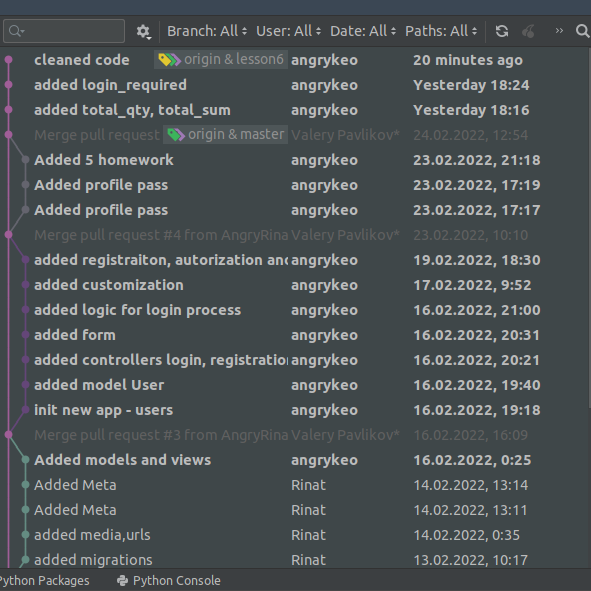 Branch: All User: All Date: All Paths: All »
cleaned code origin & lesson6 angrykeo 20 minutes ago
added login_required angrykeo Yesterday 18:24
added total_qty, total_sum angrykeo Yesterday 18:16
Merge pull request origin & master Valery Pavlikov* 24.02.2022, 12:54
Added 5 homework angrykeo 23.02.2022, 21:18
Added profile pass angrykeo 23.02.2022, 17:19
Added profile pass angrykeo 23.02.2022, 17:17
Merge pull request #4 from AngryRina Valery Pavlikov* 23.02.2022, 10:10
added registraiton, autorization and angrykeo 19.02.2022, 18:30
added customization angrykeo 17.02.2022, 9:52
added logic for login process angrykeo 16.02.2022, 21:00
added form angrykeo 16.02.2022, 20:31
added controllers login, registratio angrykeo 16.02.2022, 20:21
added model User angrykeo 16.02.2022, 19:40
init new app - users angrykeo 16.02.2022, 19:18
Merge pull request #3 from AngryRina Valery Pavlikov* 16.02.2022, 16:09
Added models and views angrykeo 16.02.2022, 0:25
Added Meta Rinat 14.02.2022, 13:14
Added Meta Rinat 14.02.2022, 13:11
added media,urls Rinat 14.02.2022, 0:35
added migrations Rinat 13.02.2022, 10:17
Python Packages Python Console